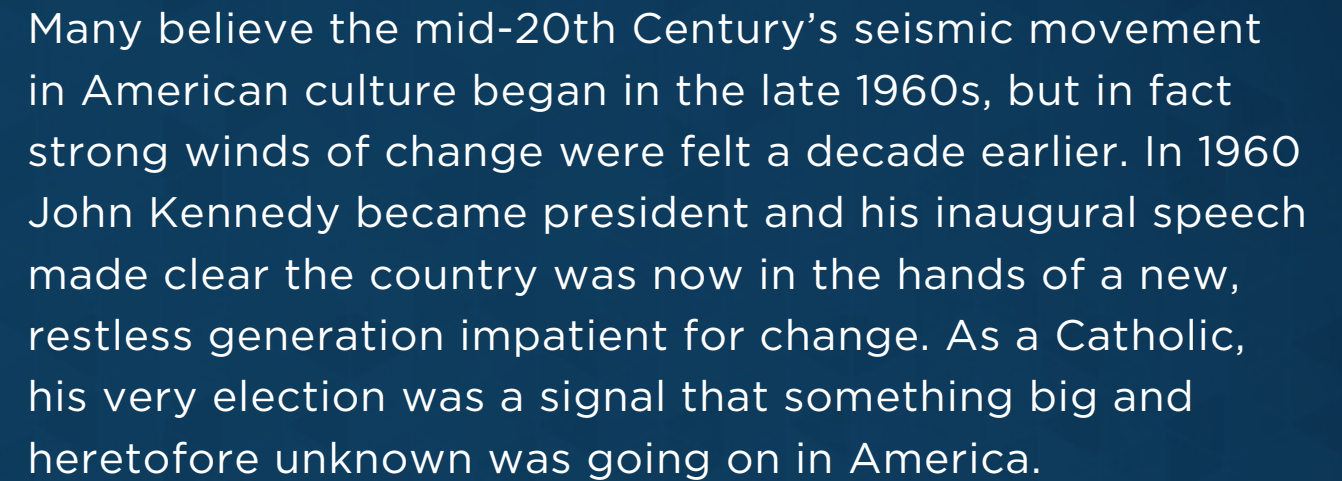 Many believe the mid-20th Century’s seismic movement
in American culture began in the late 1960s, but in fact
strong winds of change were felt a decade earlier. In 1960
John Kennedy became president and his inaugural speech
made clear the country was now in the hands of a new,
restless generation impatient for change. As a Catholic,
his very election was a signal that something big and
heretofore unknown was going on in America.